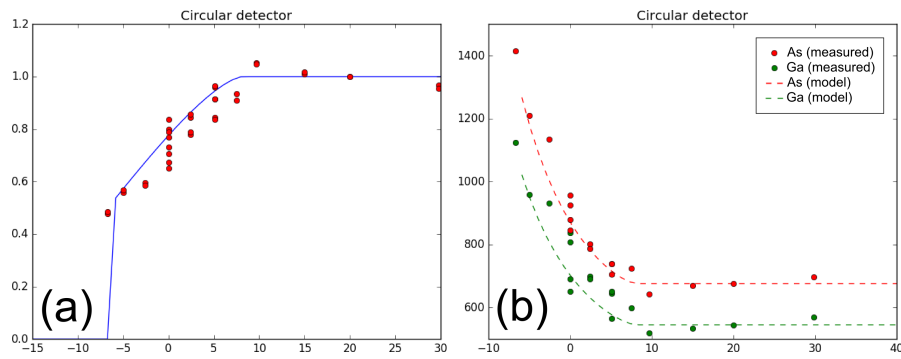 Circular detector
1.2
1.0
0.8
0.6
0.4
0.2
0.0
−15 −10 −5 0 5 10 15 20 25 30
(a)
Circular detector
1400
1200
1000
800
600
−10 0 10 20 30 40
As (measured)
Ga (measured)
As (model)
Ga (model)
(b)